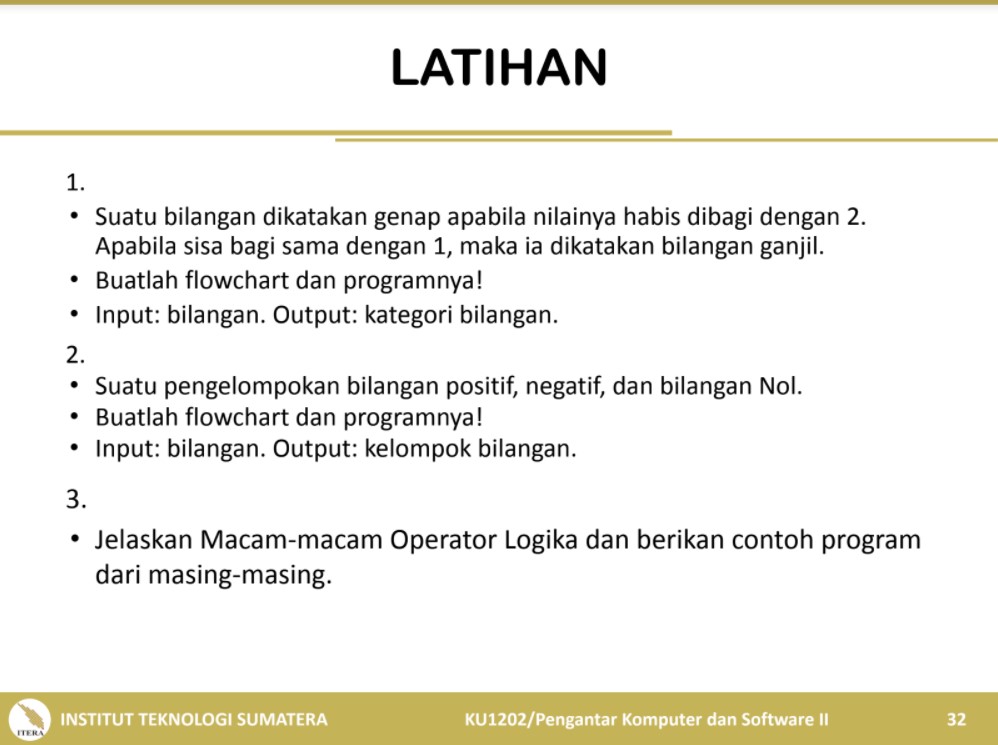 LATIHAN
1.
• Suatu bilangan dikatakan genap apabila nilainya habis dibagi dengan 2.
Apabila sisa bagi sama dengan 1, maka ia dikatakan bilangan ganjil.
• Buatlah flowchart dan programnya!
• Input: bilangan. Output: kategori bilangan.
2.
• Suatu pengelompokan bilangan positif, negatif, dan bilangan Nol.
• Buatlah flowchart dan programnya!
• Input: bilangan. Output: kelompok bilangan.
3.
• Jelaskan Macam-macam Operator Logika dan berikan contoh program
dari masing-masing.
ITERA
INSTITUT TEKNOLOGI SUMATERA
KU1202/Pengantar Komputer dan Software II
32